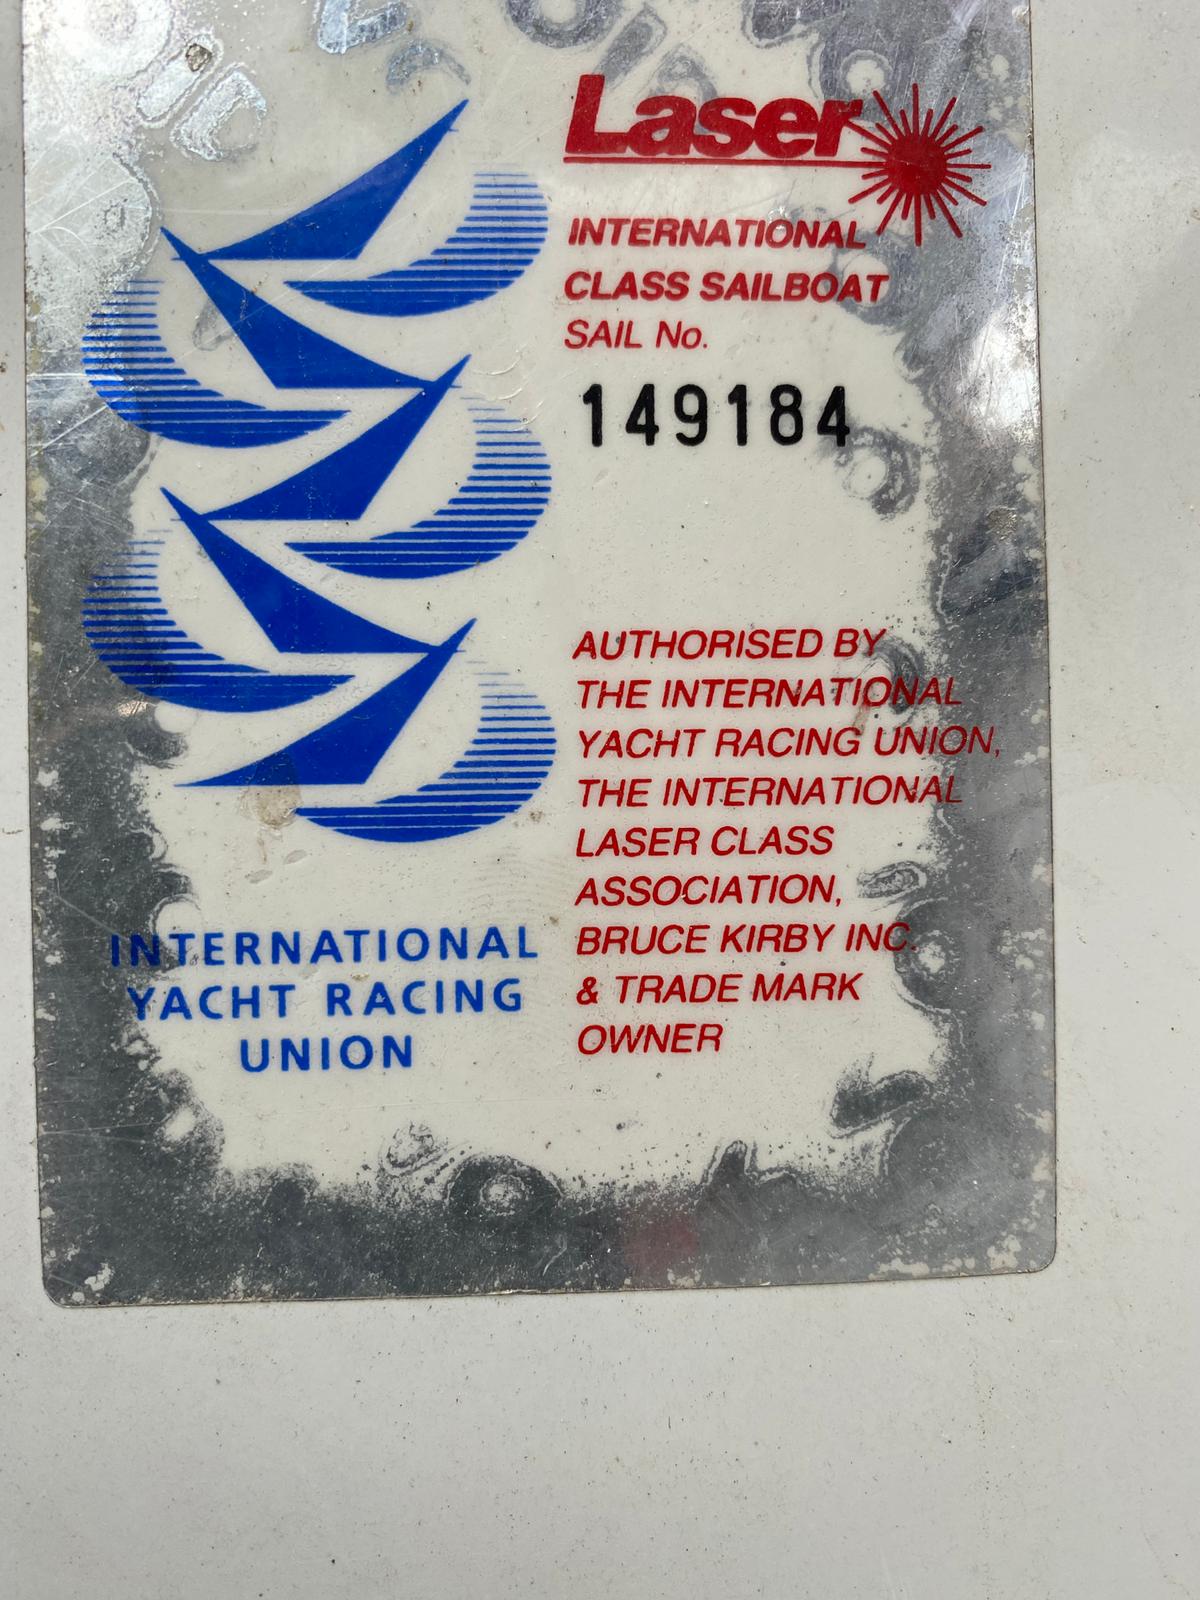 Laser
INTERNATIONAL
CLASS SAILBOAT
SAIL No.
149184
AUTHORISED BY
THE INTERNATIONAL
YACHT RACING UNION,
THE INTERNATIONAL
LASER CLASS
ASSOCIATION,
BRUCE KIRBY INC.
& TRADE MARK
OWNER
INTERNATIONAL
YACHT RACING
UNION